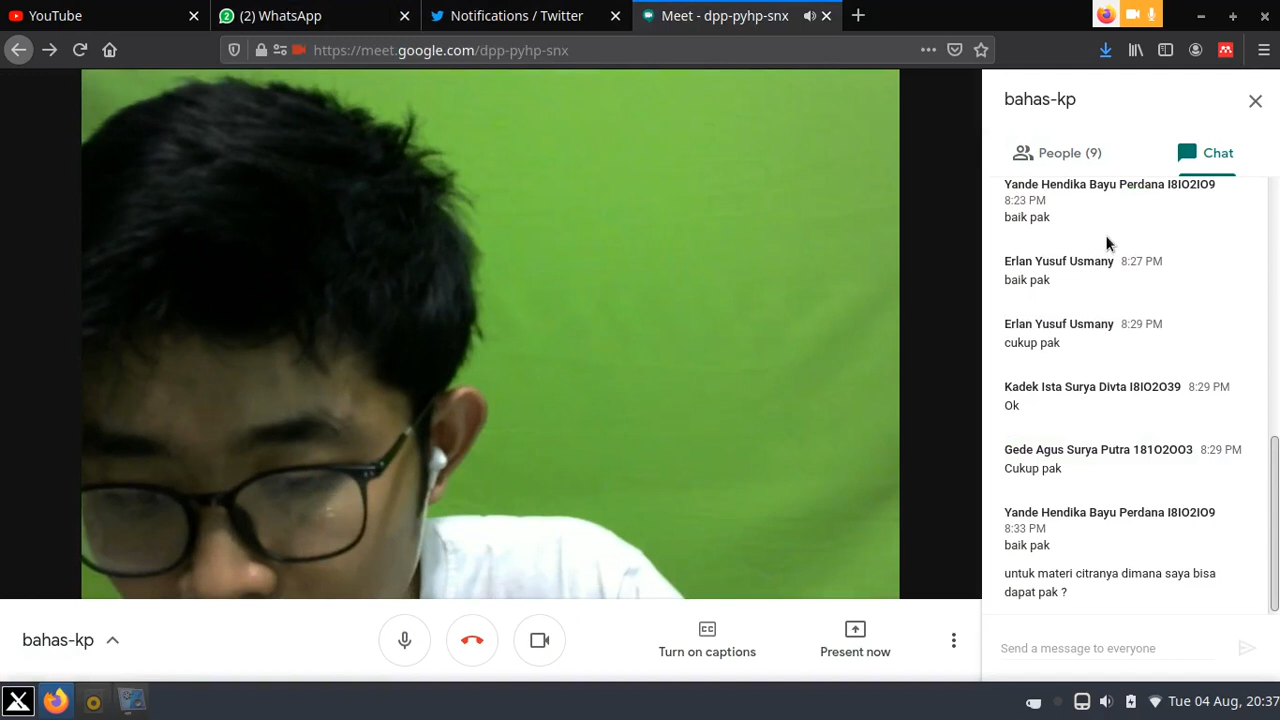 YouTube
(2) WhatsApp
Notifications / Twitter
Meet - dpp-pyhp-snx
https://meet.google.com/dpp-pyhp-snx
bahas-kp
People (9)
Chat
Yande Hendika Bayu Perdana I8IO2IO9
8:23 PM
baik pak
Erlan Yusuf Usmany 8:27 PM
baik pak
Erlan Yusuf Usmany 8:29 PM
cukup pak
Kadek Ista Surya Divta I8IO2O39 8:29 PM
Ok
Gede Agus Surya Putra 181O2OO3 8:29 PM
Cukup pak
Yande Hendika Bayu Perdana I8IO2IO9
8:33 PM
baik pak
untuk materi citranya dimana saya bisa
dapat pak ?
bahas-kp
Turn on captions
Present now
Send a message to everyone
Tue 04 Aug, 20:37